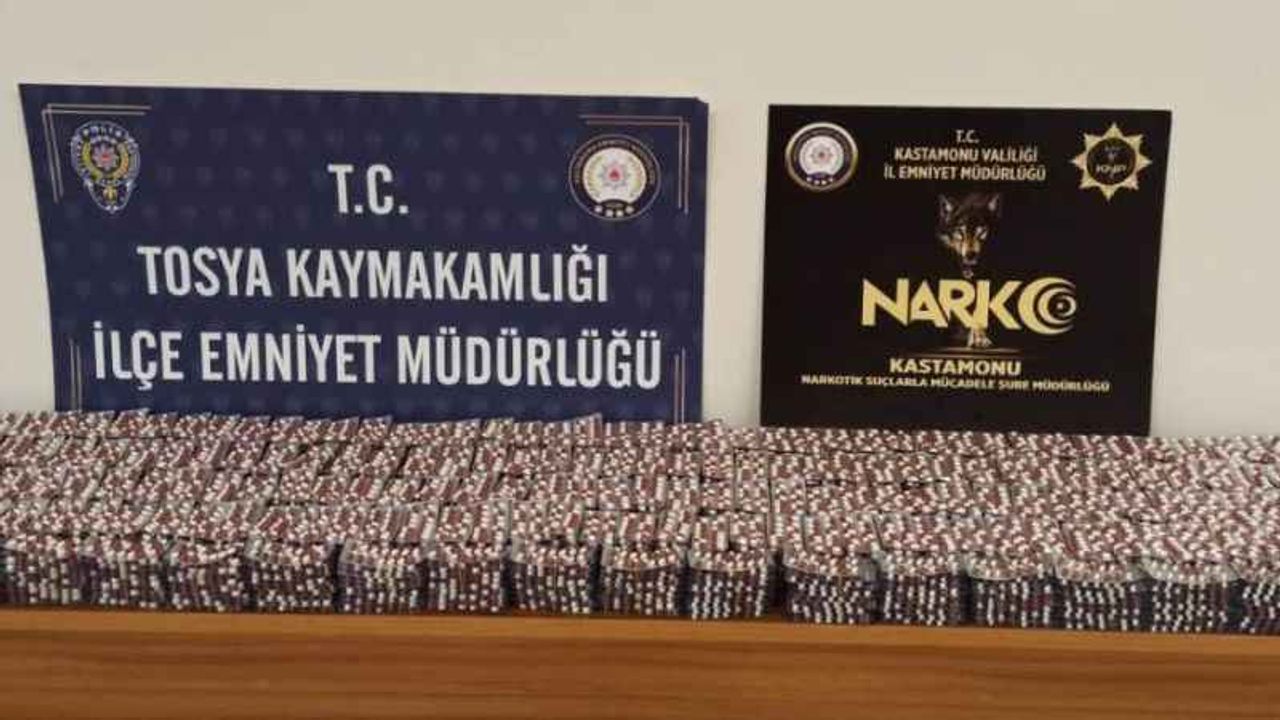 T.C.
TOSYA KAYMAKAMLIĞI
İLÇE EMNİYET MÜDÜRLÜĞÜ
POLİS
T.C.
KASTAMONU VALİLİĞİ
İL EMNİYET MÜDÜRLÜĞÜ
NARKO
KASTAMONU
NARKOTİK SUÇLARLA MÜCADELE ŞUBE MÜDÜRLÜĞÜ